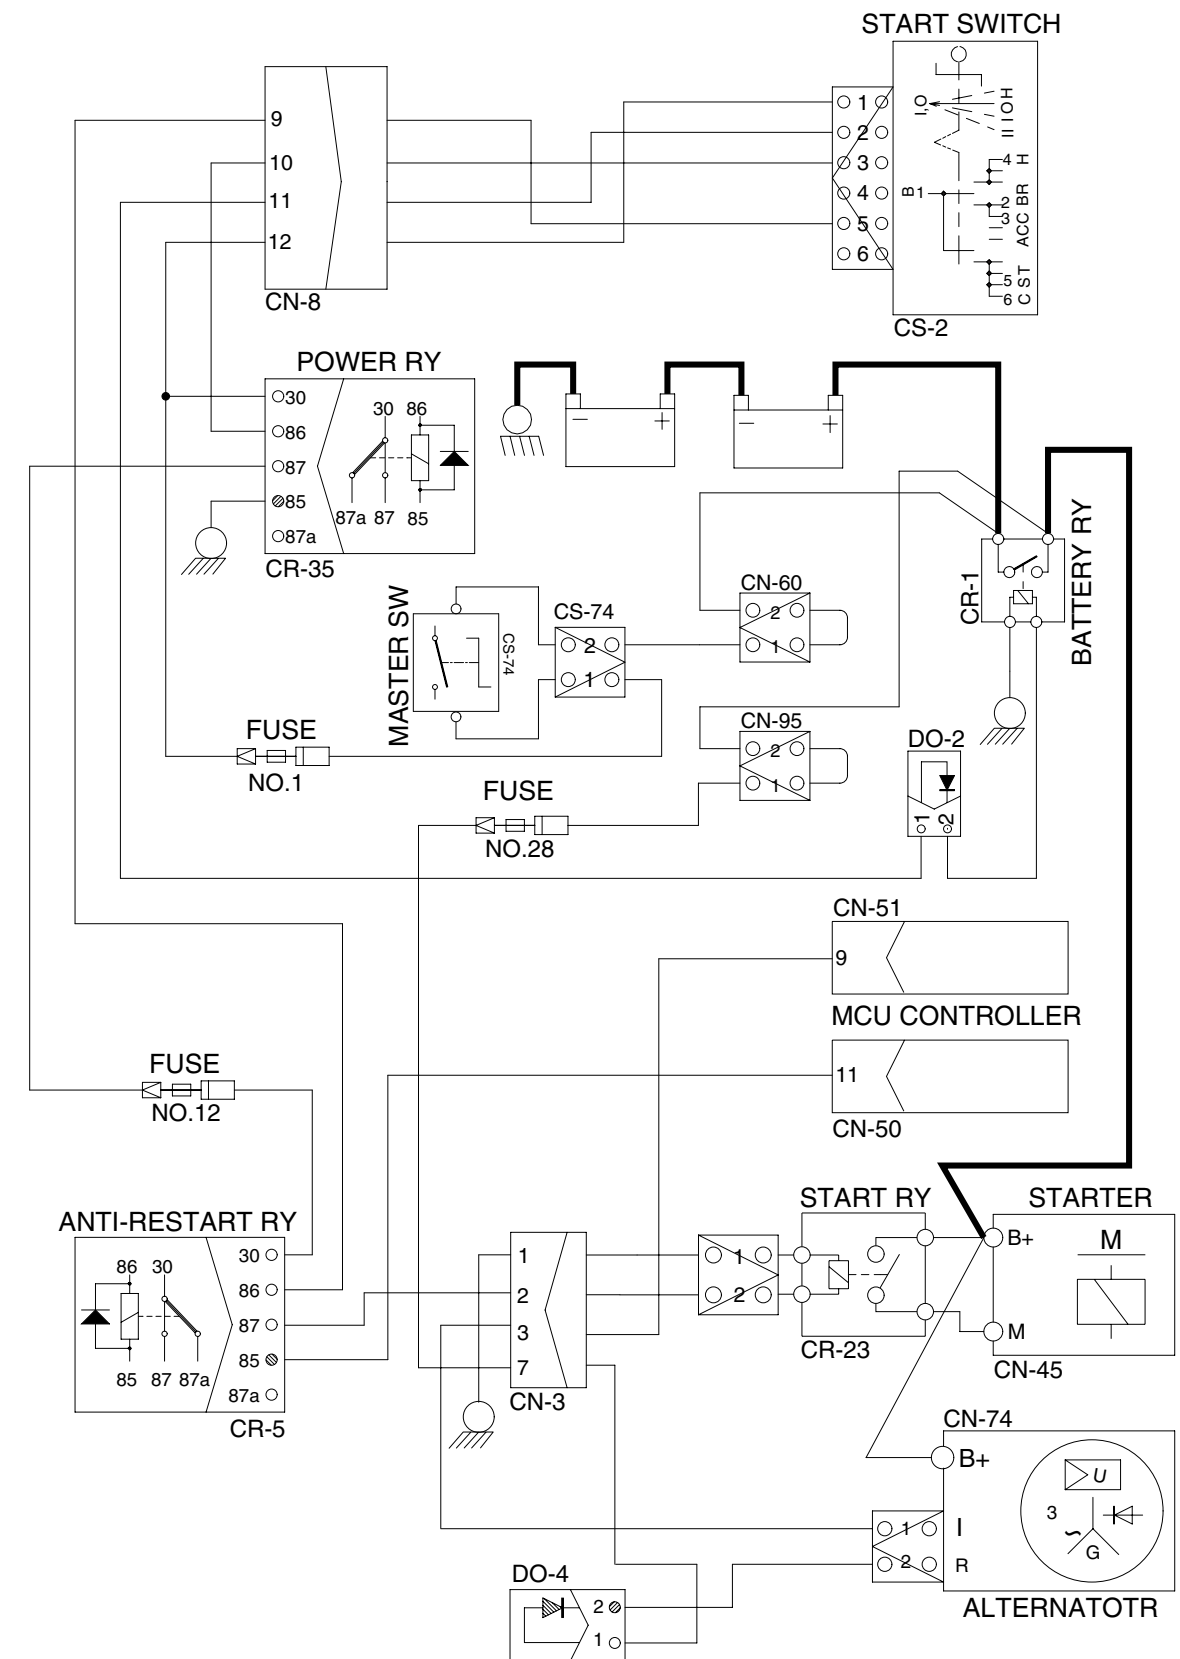 START SWITCH
1
2
3
4
5
6
I,O
H
O
I
II
B 1
4 H
BR
2
3
ACC
5 ST
6 C
CS-2
9
10
11
12
CN-8
POWER RY
30
86
87
85
87a
30 86
87a 87 85
CR-35
− +
− +
BATTERY RY
CR-1
CN-60
2
1
MASTER SW
CS-74
CS-74
2
1
CN-95
2
1
DO-2
1 2
FUSE
NO.1
FUSE
NO.28
CN-51
9
MCU CONTROLLER
11
CN-50
FUSE
NO.12
ANTI-RESTART RY
86 30
85 87 87a
30
86
87
85
87a
CR-5
1
2
3
7
CN-3
START RY
1
2
CR-23
STARTER
B+
M
M
CN-45
CN-74
B+
U
3
~
G
1
I
2
R
ALTERNATOTR
DO-4
2
1